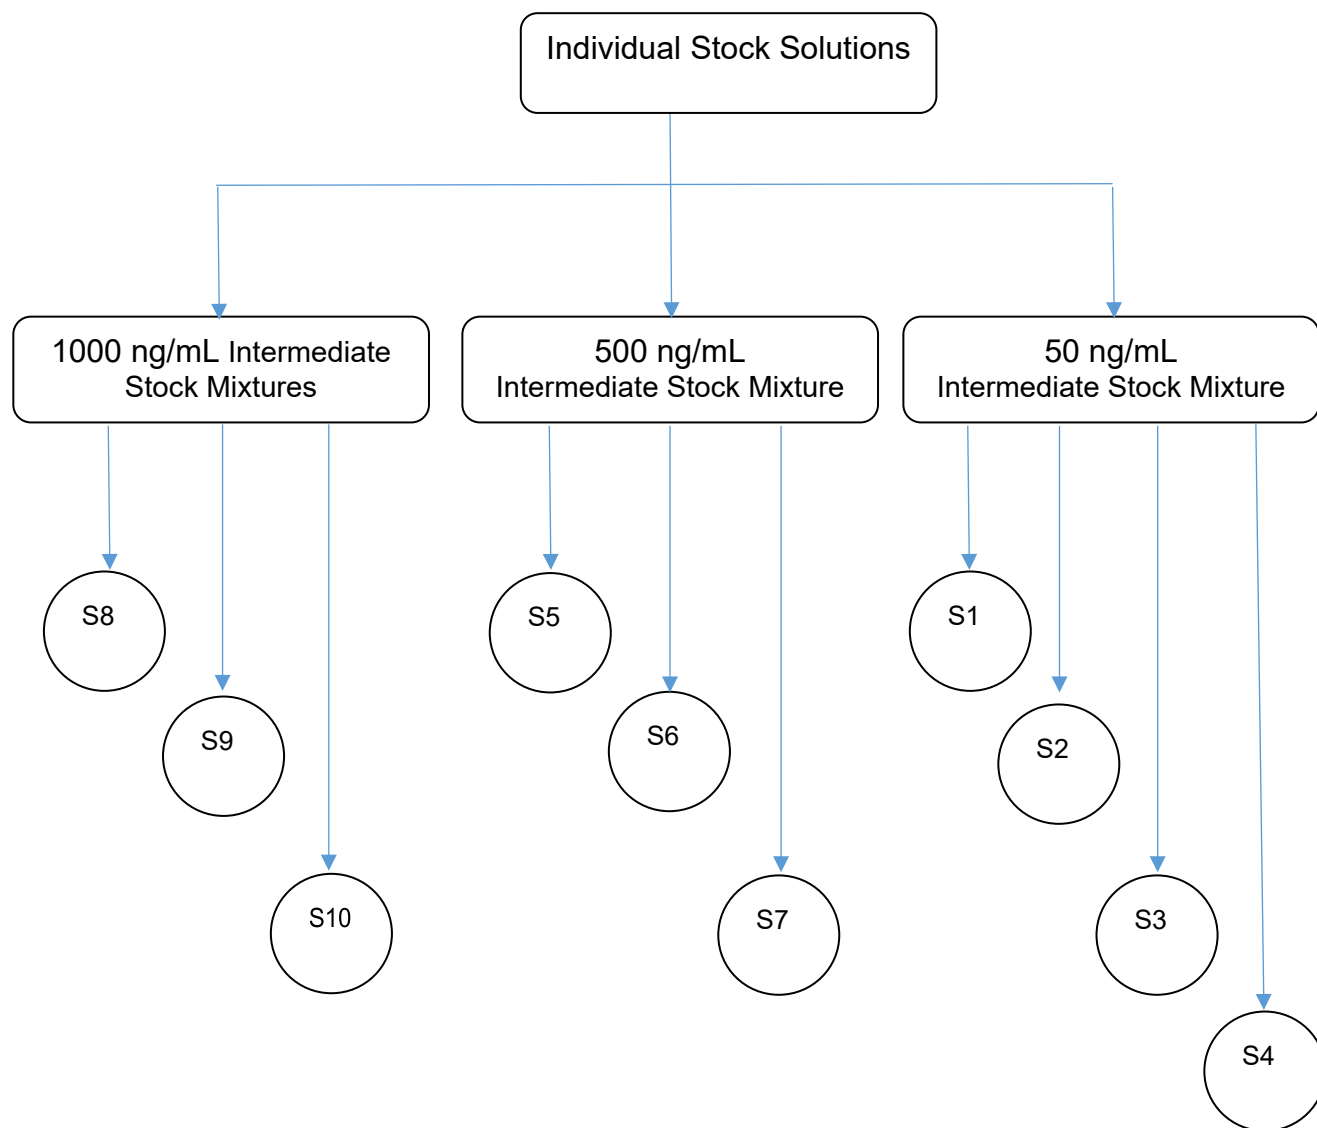 Individual Stock Solutions
1000 ng/mL Intermediate
Stock Mixtures
500 ng/mL
Intermediate Stock Mixture
50 ng/mL
Intermediate Stock Mixture
S8
S5
S1
S9
S6
S2
S10
S7
S3
S4